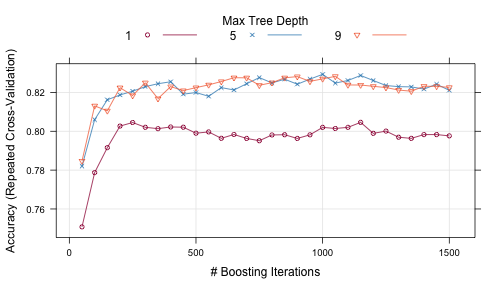 Max Tree Depth
1 5 9
Accuracy (Repeated Cross-Validation)
0.82
0.80
0.78
0.76
0 500 1000 1500
# Boosting Iterations